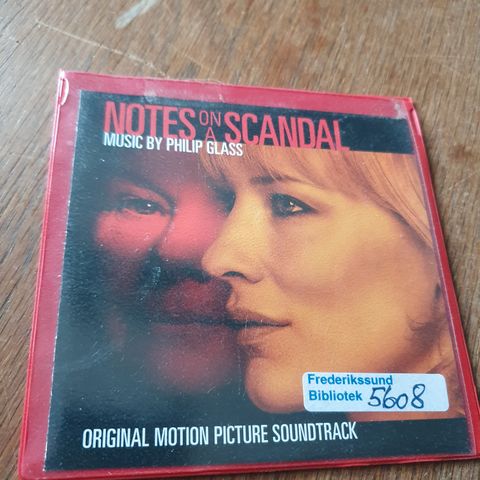 NOTES ON A SCANDAL
MUSIC BY PHILIP GLASS
Frederikssund
Bibliotek 5608
ORIGINAL MOTION PICTURE SOUNDTRACK